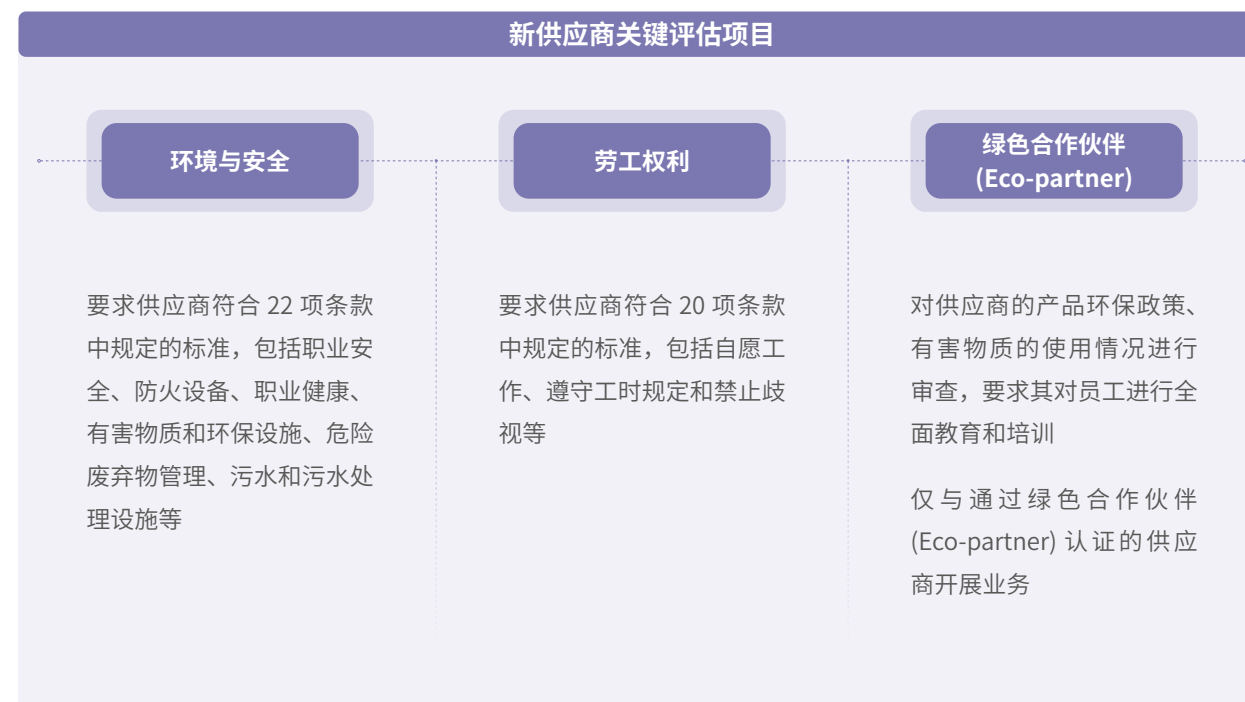 新供应商关键评估项目
环境与安全
要求供应商符合 22 项条款
中规定的标准，包括职业安
全、防火设备、职业健康、
有害物质和环保设施、危险
废弃物管理、污水和污水处
理设施等
劳工权利
要求供应商符合 20 项条款
中规定的标准，包括自愿工
作、遵守工时规定和禁止歧
视等
绿色合作伙伴
(Eco-partner)
对供应商的产品环保政策、
有害物质的使用情况进行
审查，要求其对员工进行全
面教育和培训
仅与通过绿色合作伙伴
(Eco-partner) 认证的供应
商开展业务